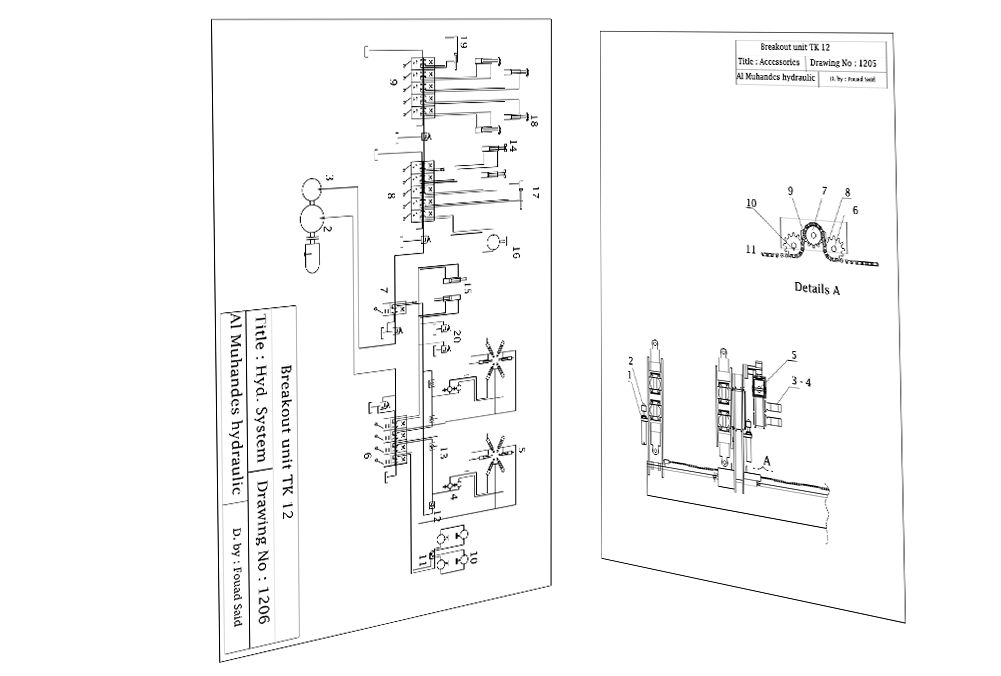 19
9
18
14
8
17
3
2
1
16
7
15
20
6
13
5
4
12
11
10
Breakout unit TK 12
Title : Hyd. System
Drawing No : 1206
Al Muhandes hydraulic
D. by : Fouad Said
Breakout unit TK 12
Title : Accessories
Drawing No : 1205
Al Muhandes hydraulic
D. by : Fouad Said
9
7
8
10
6
11
Details A
2
1
5
3 - 4
A